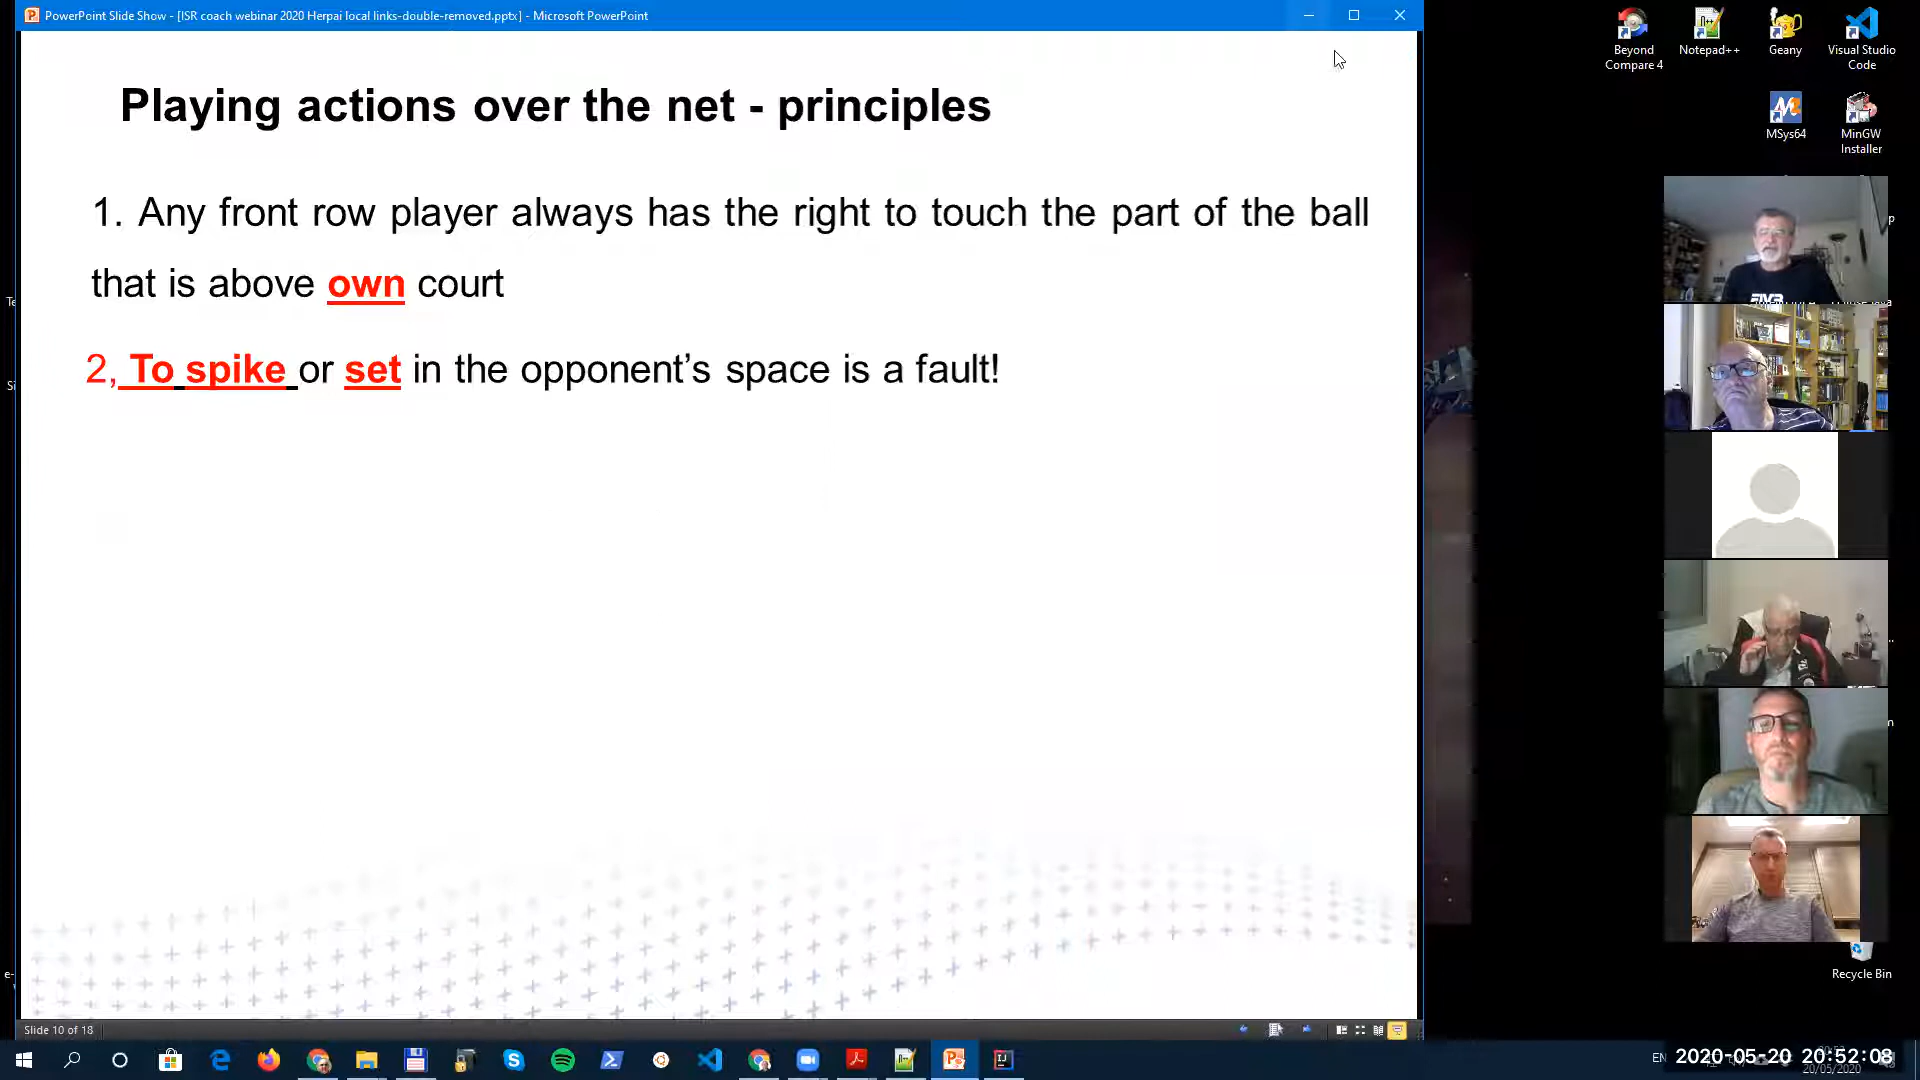 PowerPoint Slide Show - [ISR coach webinar 2020 Herpai local links-double-removed.pptx] - Microsoft PowerPoint
Playing actions over the net - principles
1. Any front row player always has the right to touch the part of the ball
that is above own court
2, To spike or set in the opponent’s space is a fault!
Slide 10 of 18
Beyond
Compare 4
Notepad++
Geany
Visual Studio
Code
MSys64
MinGW
Installer
Recycle Bin
EN
2020-05-20 20:52:08
20/05/2020